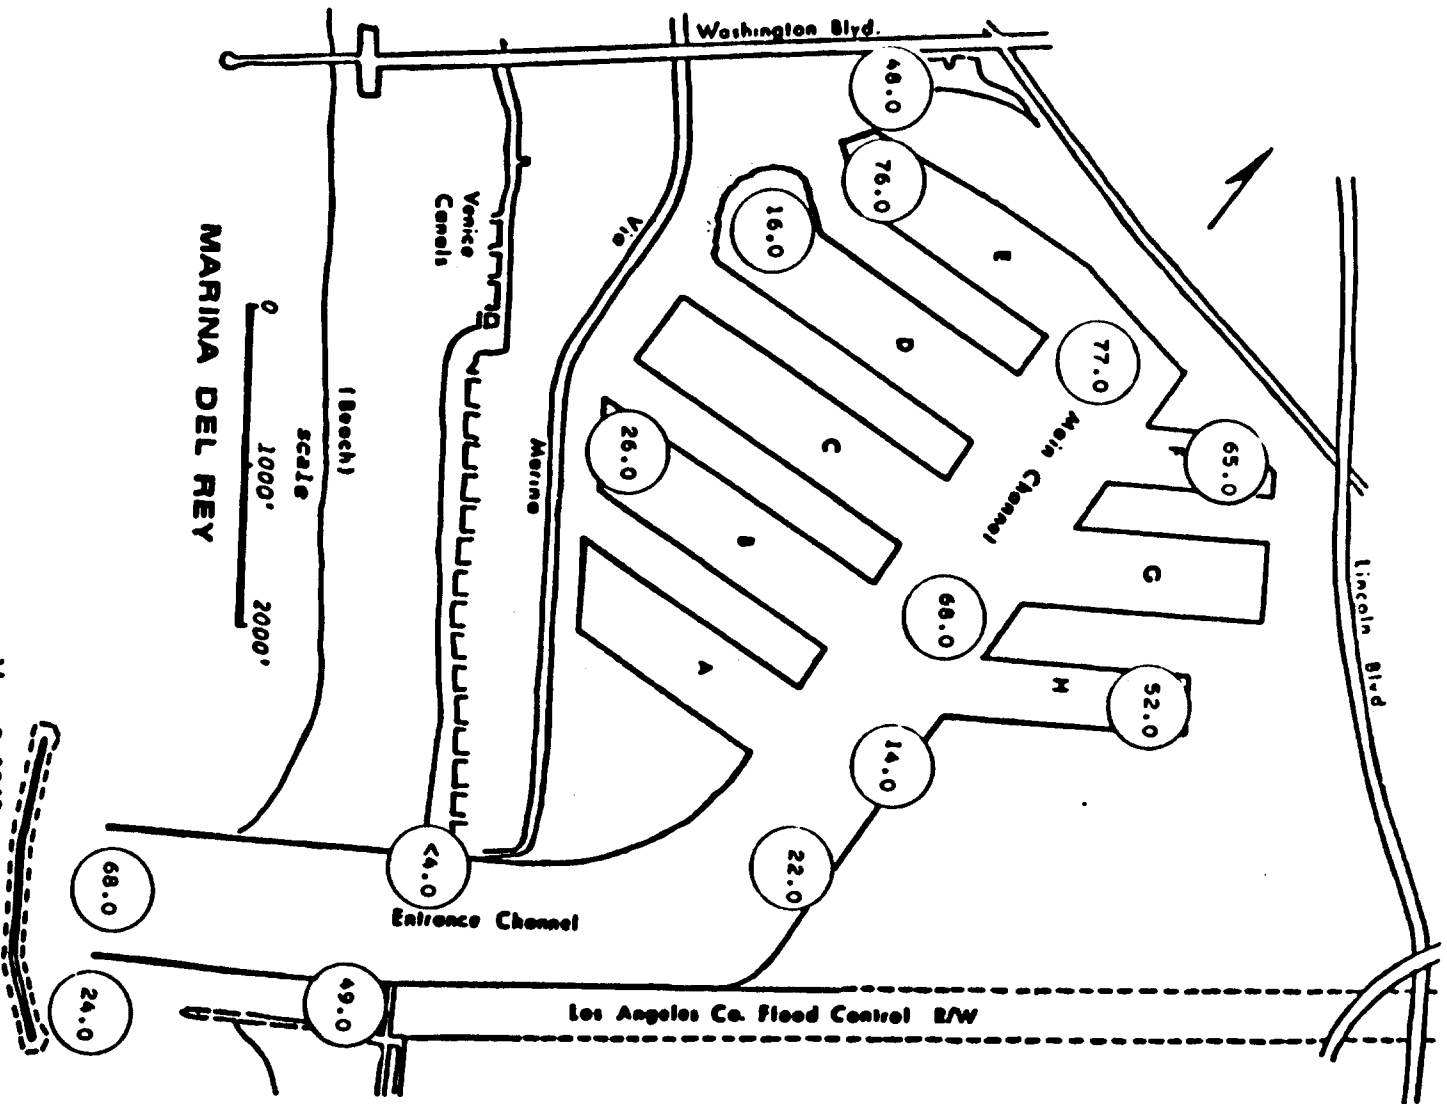 Washington Blvd.
48.0
76.0
16.0
E
Venice
Canals
Via
D
77.0
MARINA DEL REY
0
1000'
2000'
scale
(Beach)
Marina
26.0
C
Main Channel
F
65.0
B
G
Lincoln Blvd
68.0
A
H
52.0
14.0
22.0
<4.0
68.0
Entrance Channel
49.0
24.0
Los Angeles Co. Flood Control R/W